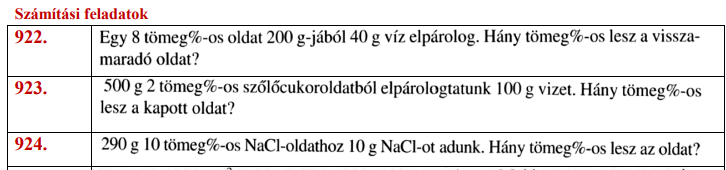 Számítási feladatok
922. Egy 8 tömeg%-os oldat 200 g-jából 40 g víz elpárolog. Hány tömeg%-os lesz a vissza-
maradó oldat?
923. 500 g 2 tömeg%-os szőlőcukoroldatból elpárologtatunk 100 g vizet. Hány tömeg%-os
lesz a kapott oldat?
924. 290 g 10 tömeg%-os NaCl-oldathoz 10 g NaCl-ot adunk. Hány tömeg%-os lesz az oldat?